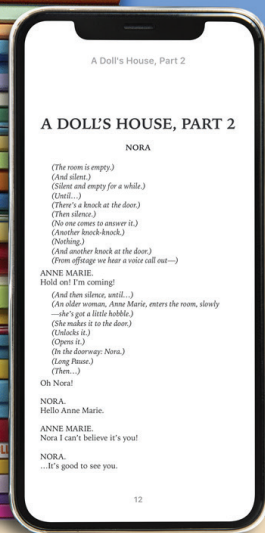 A Doll's House, Part 2
A DOLL'S HOUSE, PART 2
NORA
(The room is empty.)
(And silent.)
(Silent and empty for a while.)
(Until…)
(There's a knock at the door.)
(Then silence.)
(No one comes to answer it.)
(Another knock-knock.)
(Nothing.)
(And another knock at the door.)
(From offstage we hear a voice call out—)
ANNE MARIE.
Hold on! I'm coming!
(And then silence, until…)
(An older woman, Anne Marie, enters the room, slowly
—she's got a little hobble.)
(She makes it to the door.)
(Unlocks it.)
(Opens it.)
(In the doorway: Nora.)
(Long Pause.)
(Then…)
Oh Nora!
NORA.
Hello Anne Marie.
ANNE MARIE.
Nora I can't believe it's you!
NORA.
…It's good to see you.
12